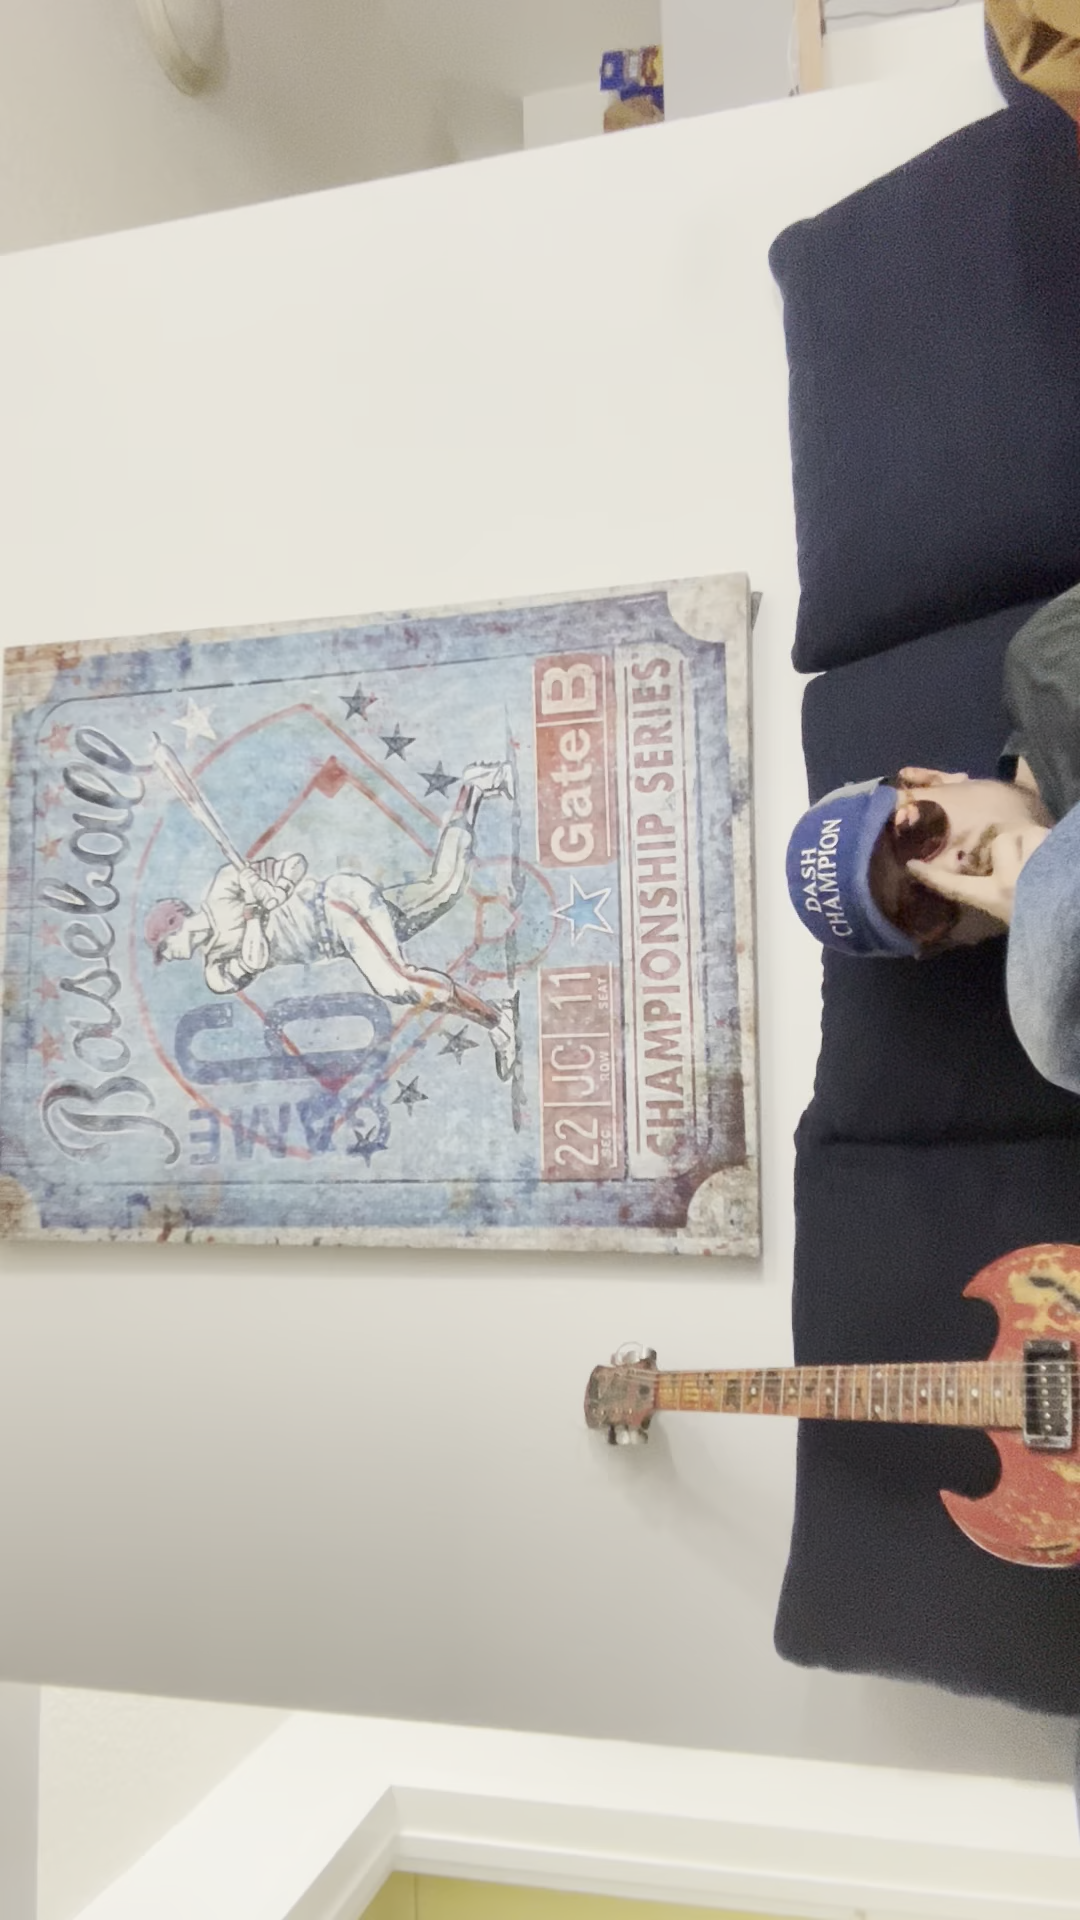 Baseball
GAME
6
22 JC 11
SEC ROW SEAT
Gate B
CHAMPIONSHIP SERIES
DASH
CHAMPION